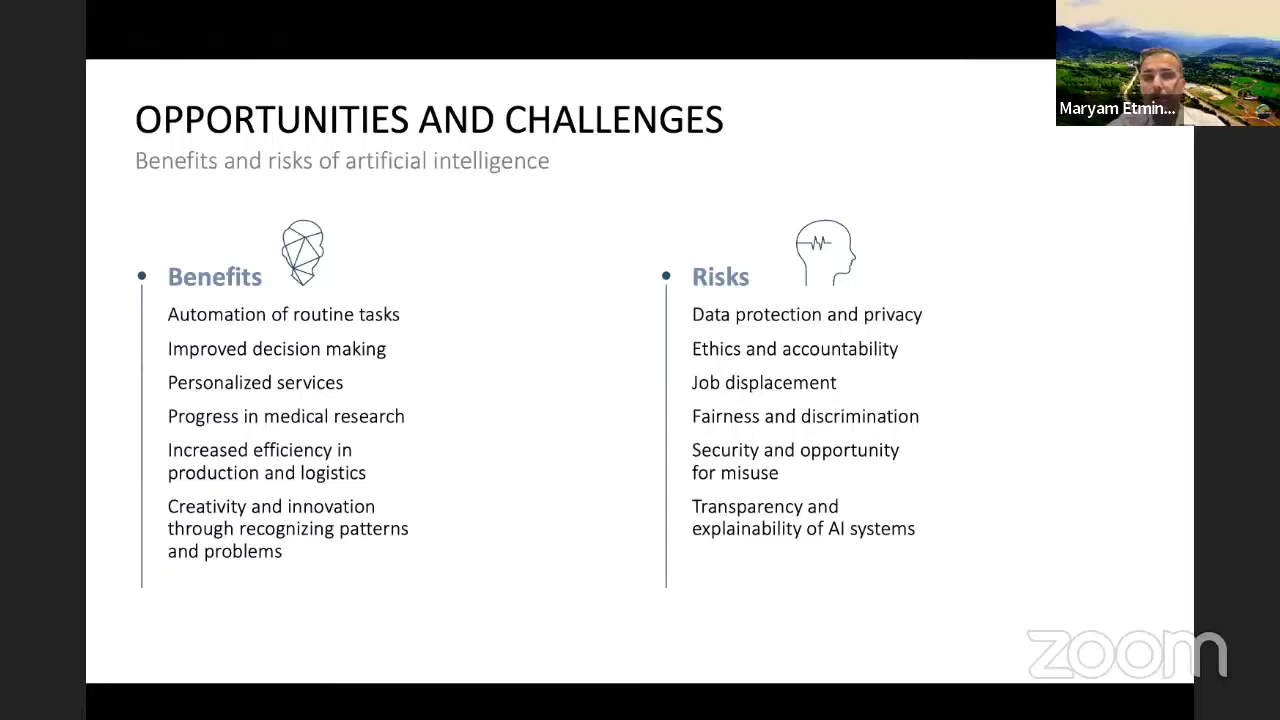 Maryam Etmin...
OPPORTUNITIES AND CHALLENGES
Benefits and risks of artificial intelligence
Benefits
Automation of routine tasks
Improved decision making
Personalized services
Progress in medical research
Increased efficiency in
production and logistics
Creativity and innovation
through recognizing patterns
and problems
Risks
Data protection and privacy
Ethics and accountability
Job displacement
Fairness and discrimination
Security and opportunity
for misuse
Transparency and
explainability of AI systems
zoom